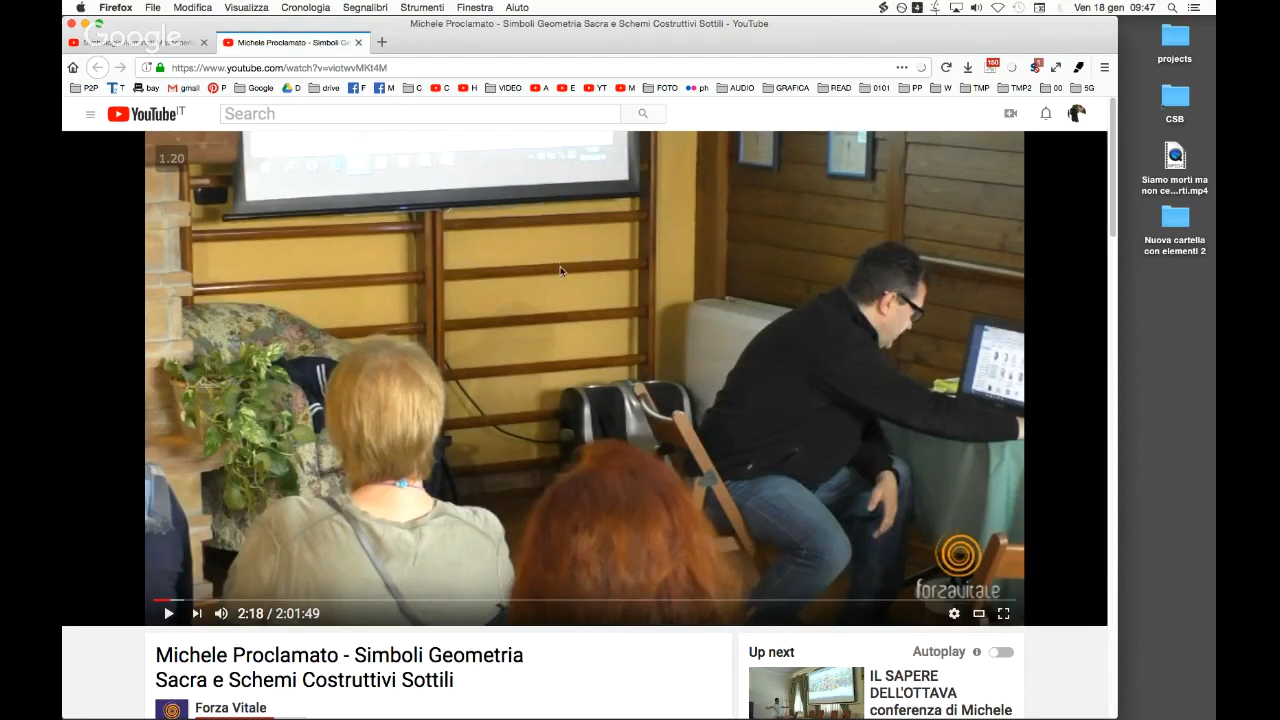 Firefox File Modifica Visualizza Cronologia Segnalibri Strumenti Finestra Aiuto
4
Ven 18 gen 09:47
Michele Proclamato - Simboli Geometria Sacra e Schemi Costruttivi Sottili - YouTube
Google
Michele Proclamato - Simboli Ge
https://www.youtube.com/watch?v=viotwvMKt4M
150
1
P2P T bay gmail P Google D drive F M C C H VIDEO A E YT M FOTO ph AUDIO GRAFICA READ 0101 PP W TMP TMP2 00 5G
YouTube IT
Search
1.20
forzavitale
2:18 / 2:01:49
Michele Proclamato - Simboli Geometria
Sacra e Schemi Costruttivi Sottili
Forza Vitale
Up next
Autoplay
IL SAPERE
DELL'OTTAVA
conferenza di Michele
projects
CSB
Siamo morti ma
non ce...rti.mp4
Nuova cartella
con elementi 2